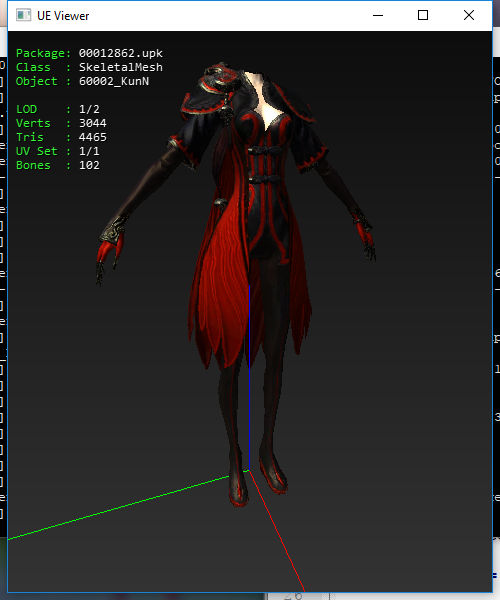 UE Viewer
Package: 00012862.upk
Class : SkeletalMesh
Object : 60002_KunN
LOD : 1/2
Verts : 3044
Tris : 4465
UV Set : 1/1
Bones : 102